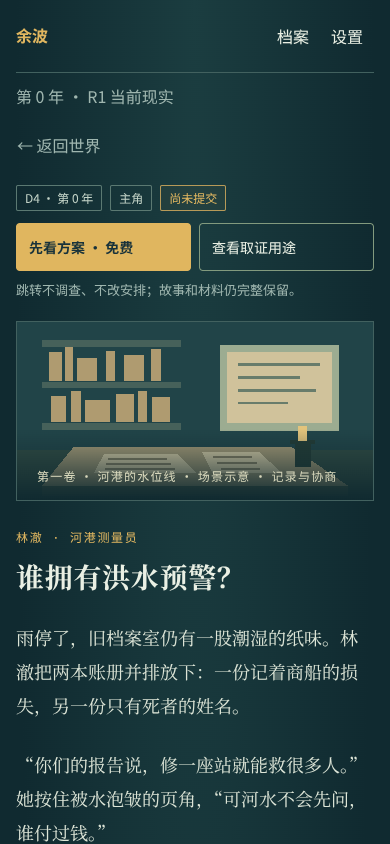 余波
档案 设置
第 0 年 · R1 当前现实
← 返回世界
D4 · 第 0 年 主角 尚未提交
先看方案 · 免费 查看取证用途
跳转不调查、不改安排；故事和材料仍完整保留。
第一卷 · 河港的水位线 · 场景示意 · 记录与协商
林澈 · 河港测量员
谁拥有洪水预警？
雨停了，旧档案室仍有一股潮湿的纸味。林
澈把两本账册并排放下：一份记着商船的损
失，另一份只有死者的姓名。
“你们的报告说，修一座站就能救很多人。”
她按住被水泡皱的页角，“可河水不会先问，
谁付过钱。”